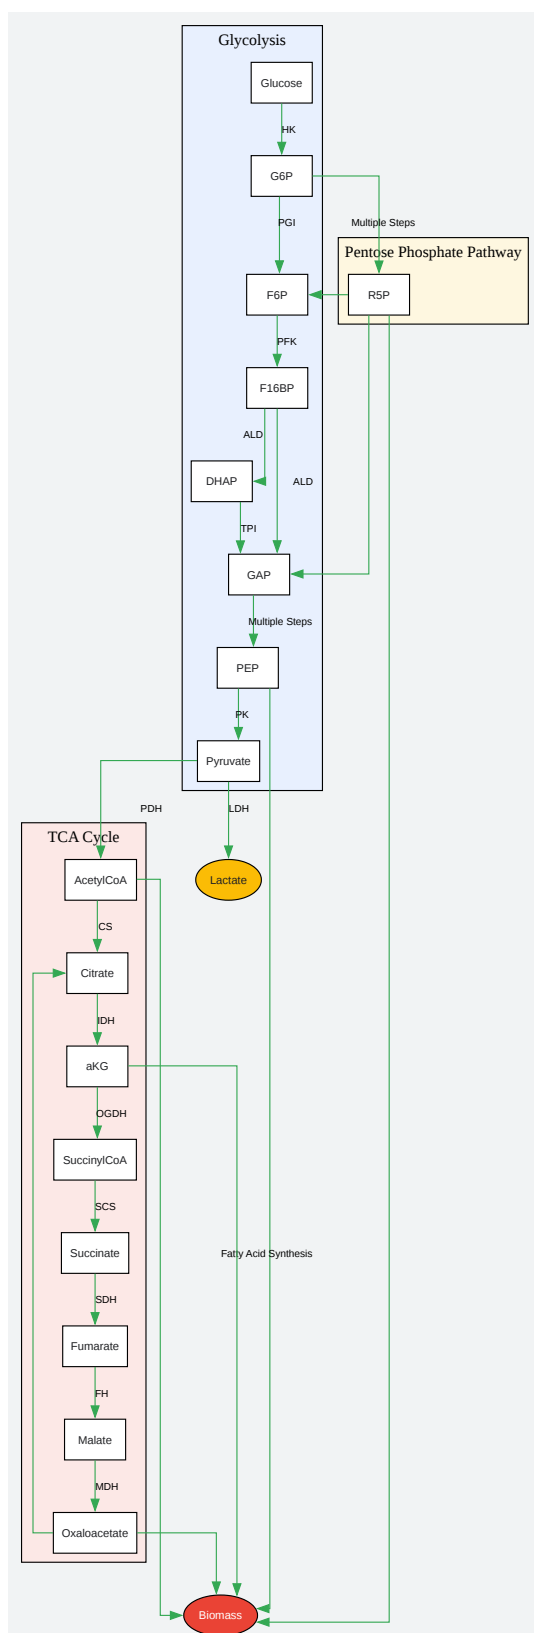 Glycolysis
Glucose
HK
G6P
PGI
Multiple Steps
Pentose Phosphate Pathway
F6P
R5P
PFK
F16BP
ALD
DHAP
ALD
TPI
GAP
Multiple Steps
PEP
PK
Pyruvate
PDH
LDH
TCA Cycle
AcetylCoA
Lactate
CS
Citrate
IDH
aKG
OGDH
SuccinylCoA
SCS
Succinate
Fatty Acid Synthesis
SDH
Fumarate
FH
Malate
MDH
Oxaloacetate
Biomass